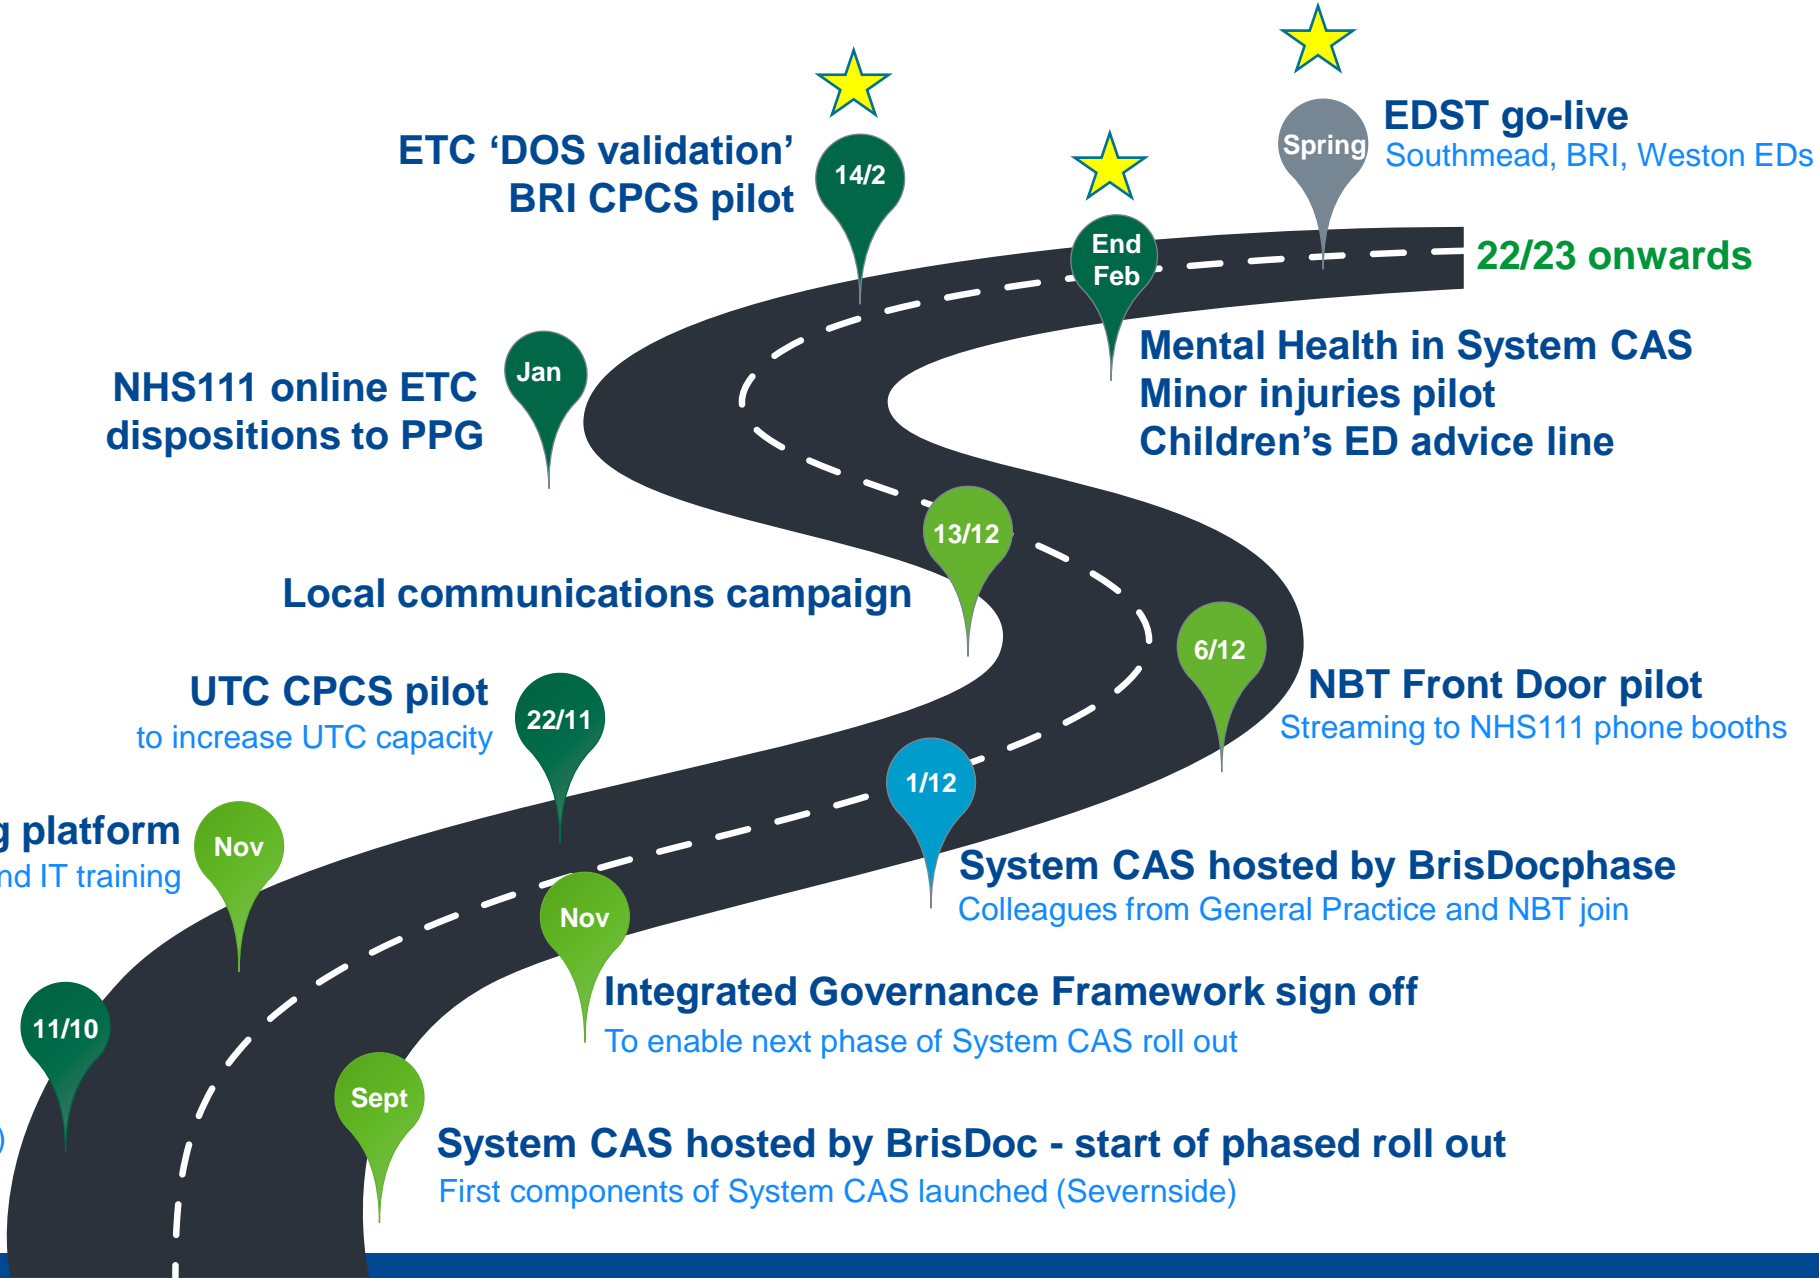 ETC ‘DOS validation’
BRI CPCS pilot
14/2
Spring
EDST go-live
Southmead, BRI, Weston EDs
End
Feb
22/23 onwards
Mental Health in System CAS
Minor injuries pilot
Children’s ED advice line
NHS111 online ETC
dispositions to PPG
Jan
13/12
Local communications campaign
6/12
NBT Front Door pilot
Streaming to NHS111 phone booths
UTC CPCS pilot
to increase UTC capacity
22/11
1/12
System CAS hosted by BrisDocphase
Colleagues from General Practice and NBT join
platform
IT training
Nov
Nov
Integrated Governance Framework sign off
To enable next phase of System CAS roll out
11/10
Sept
System CAS hosted by BrisDoc - start of phased roll out
First components of System CAS launched (Severnside)
)